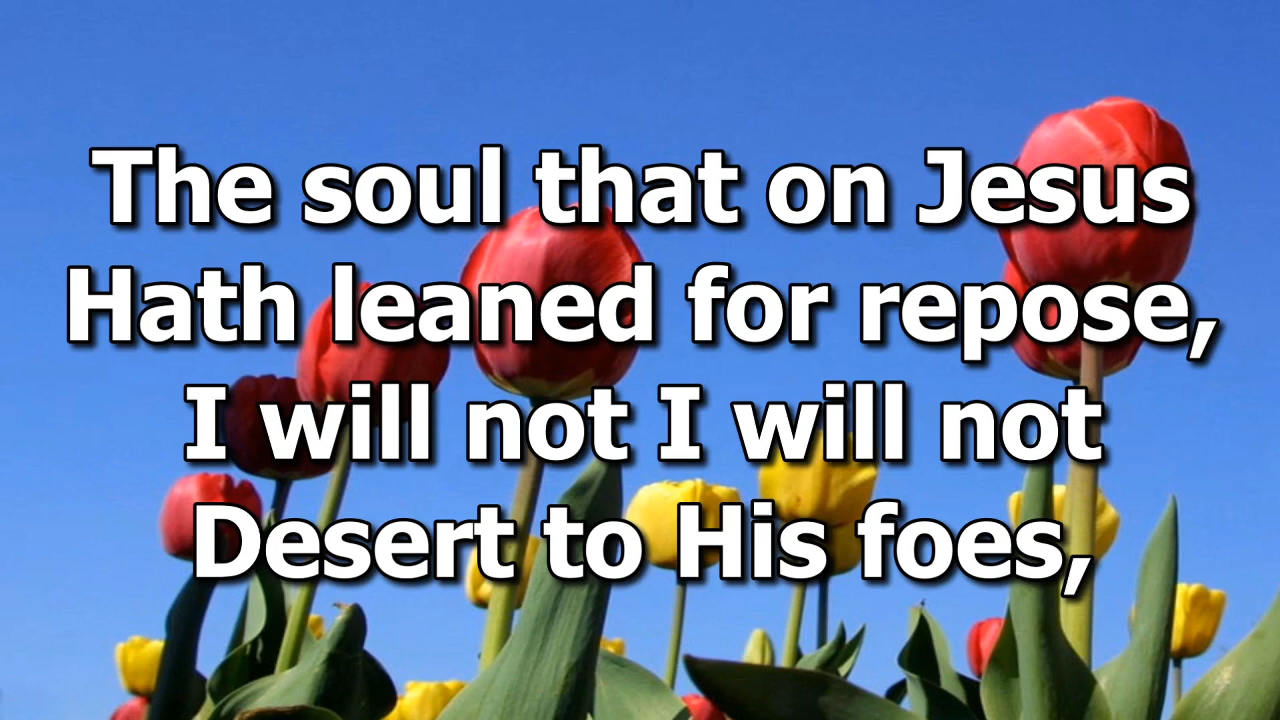 The soul that on Jesus
Hath leaned for repose,
I will not I will not
Desert to His foes,